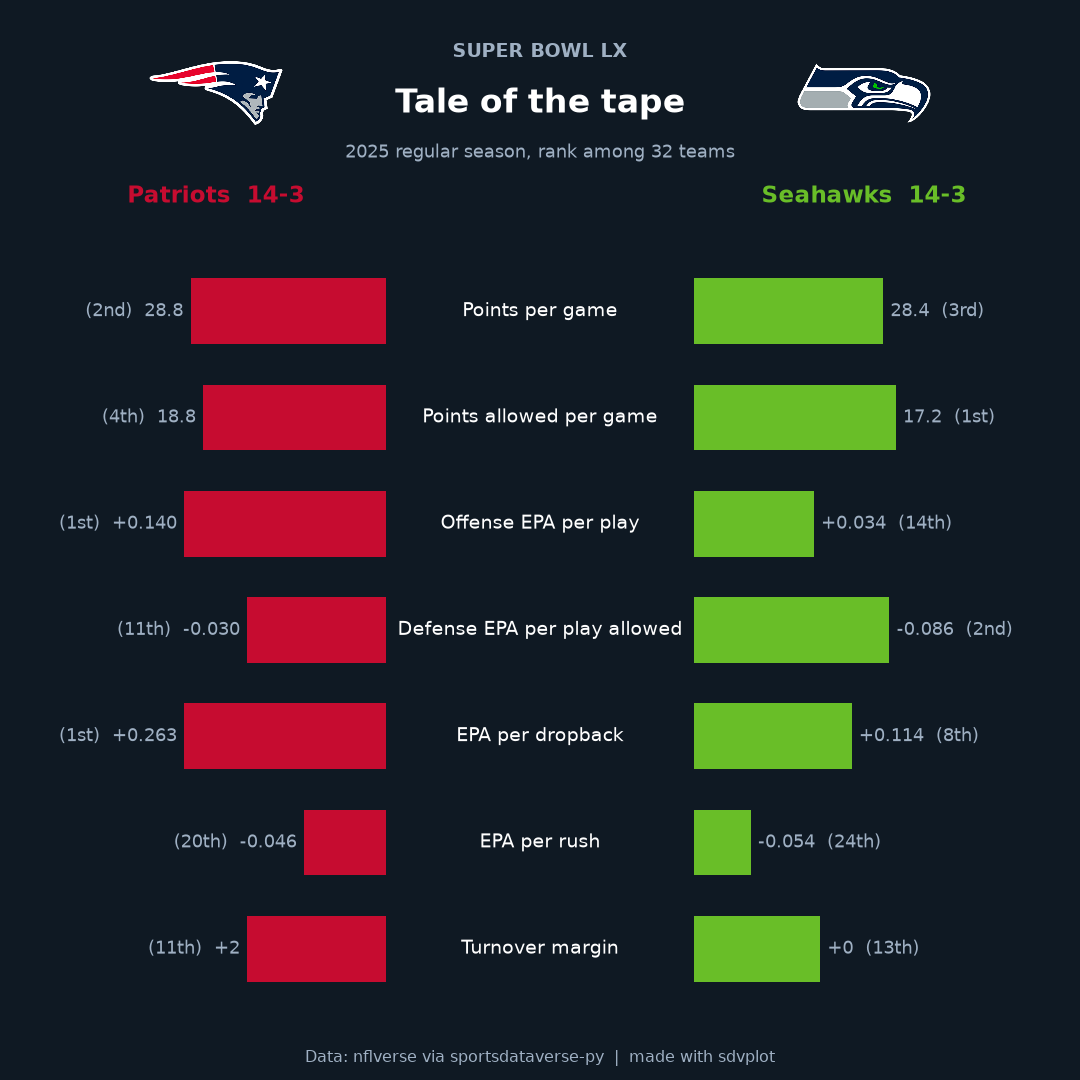 SUPER BOWL LX
Tale of the tape
2025 regular season, rank among 32 teams
Patriots  14-3
Seahawks  14-3
(2nd)  28.8  Points per game  28.4  (3rd)
(4th)  18.8  Points allowed per game  17.2  (1st)
(1st)  +0.140  Offense EPA per play  +0.034  (14th)
(11th)  -0.030  Defense EPA per play allowed  -0.086  (2nd)
(1st)  +0.263  EPA per dropback  +0.114  (8th)
(20th)  -0.046  EPA per rush  -0.054  (24th)
(11th)  +2  Turnover margin  +0  (13th)
Data: nflverse via sportsdataverse-py  |  made with sdvplot